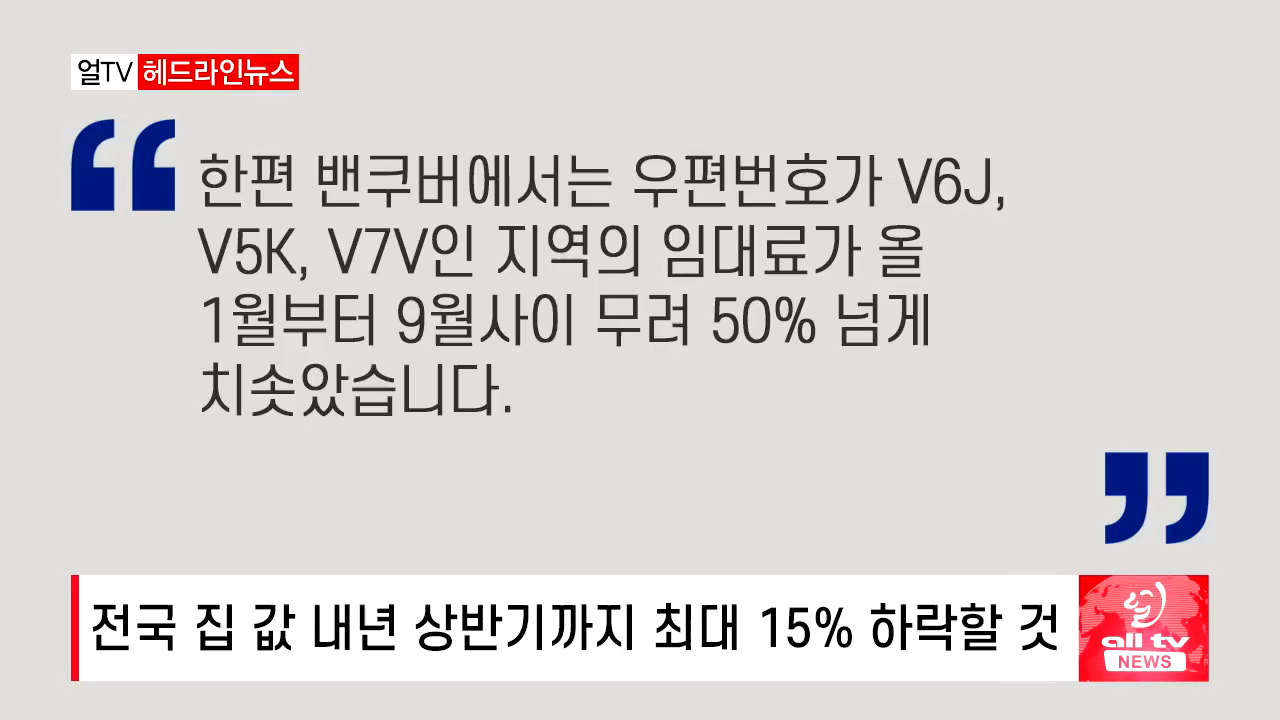 얼TV 헤드라인뉴스
한편 밴쿠버에서는 우편번호가 V6J,
V5K, V7V인 지역의 임대료가 올
1월부터 9월사이 무려 50% 넘게
치솟았습니다.
전국 집 값 내년 상반기까지 최대 15% 하락할 것
얼
all tv
NEWS